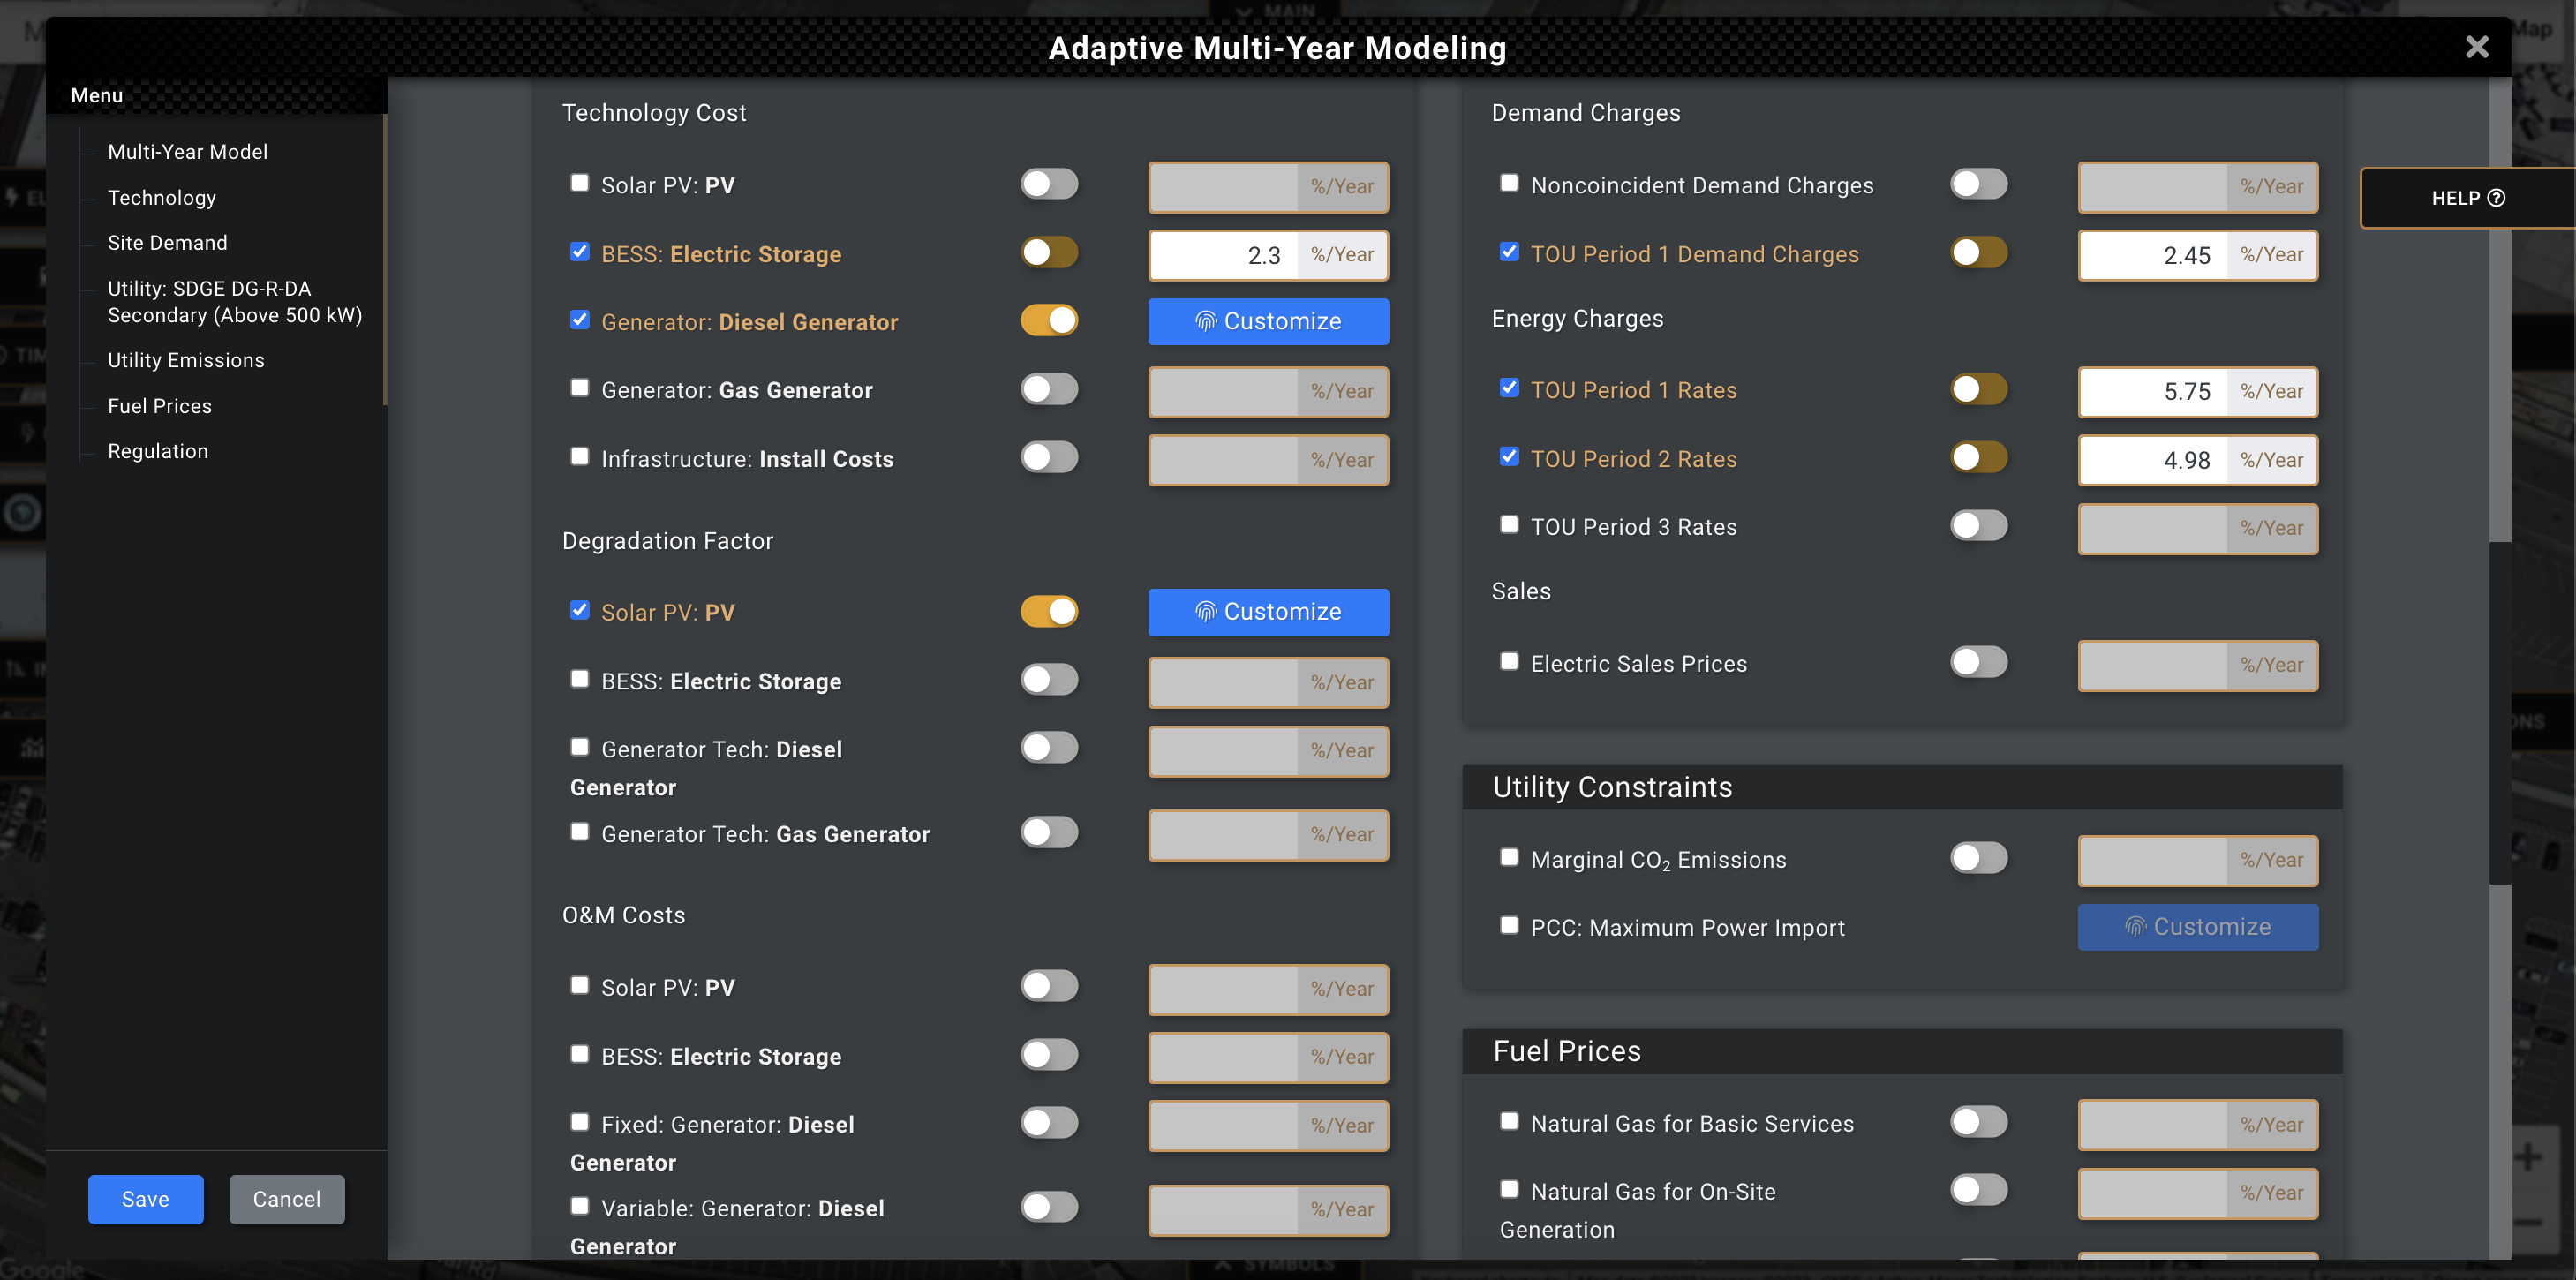 MAIN
Adaptive Multi-Year Modeling
Map
Menu
Multi-Year Model
Technology
Site Demand
Utility: SDGE DG-R-DA
Secondary (Above 500 kW)
Utility Emissions
Fuel Prices
Regulation
Save
Cancel
Technology Cost
Solar PV: PV
%/Year
BESS: Electric Storage
2.3 %/Year
Generator: Diesel Generator
Customize
Generator: Gas Generator
%/Year
Infrastructure: Install Costs
%/Year
Degradation Factor
Solar PV: PV
Customize
BESS: Electric Storage
%/Year
Generator Tech: Diesel
Generator
%/Year
Generator Tech: Gas Generator
%/Year
O&M Costs
Solar PV: PV
%/Year
BESS: Electric Storage
%/Year
Fixed: Generator: Diesel
Generator
%/Year
Variable: Generator: Diesel
Generator
%/Year
Demand Charges
Noncoincident Demand Charges
%/Year
TOU Period 1 Demand Charges
2.45 %/Year
Energy Charges
TOU Period 1 Rates
5.75 %/Year
TOU Period 2 Rates
4.98 %/Year
TOU Period 3 Rates
%/Year
Sales
Electric Sales Prices
%/Year
Utility Constraints
Marginal CO₂ Emissions
%/Year
PCC: Maximum Power Import
Customize
Fuel Prices
Natural Gas for Basic Services
%/Year
Natural Gas for On-Site
Generation
%/Year
HELP
Google
SYMBOLS